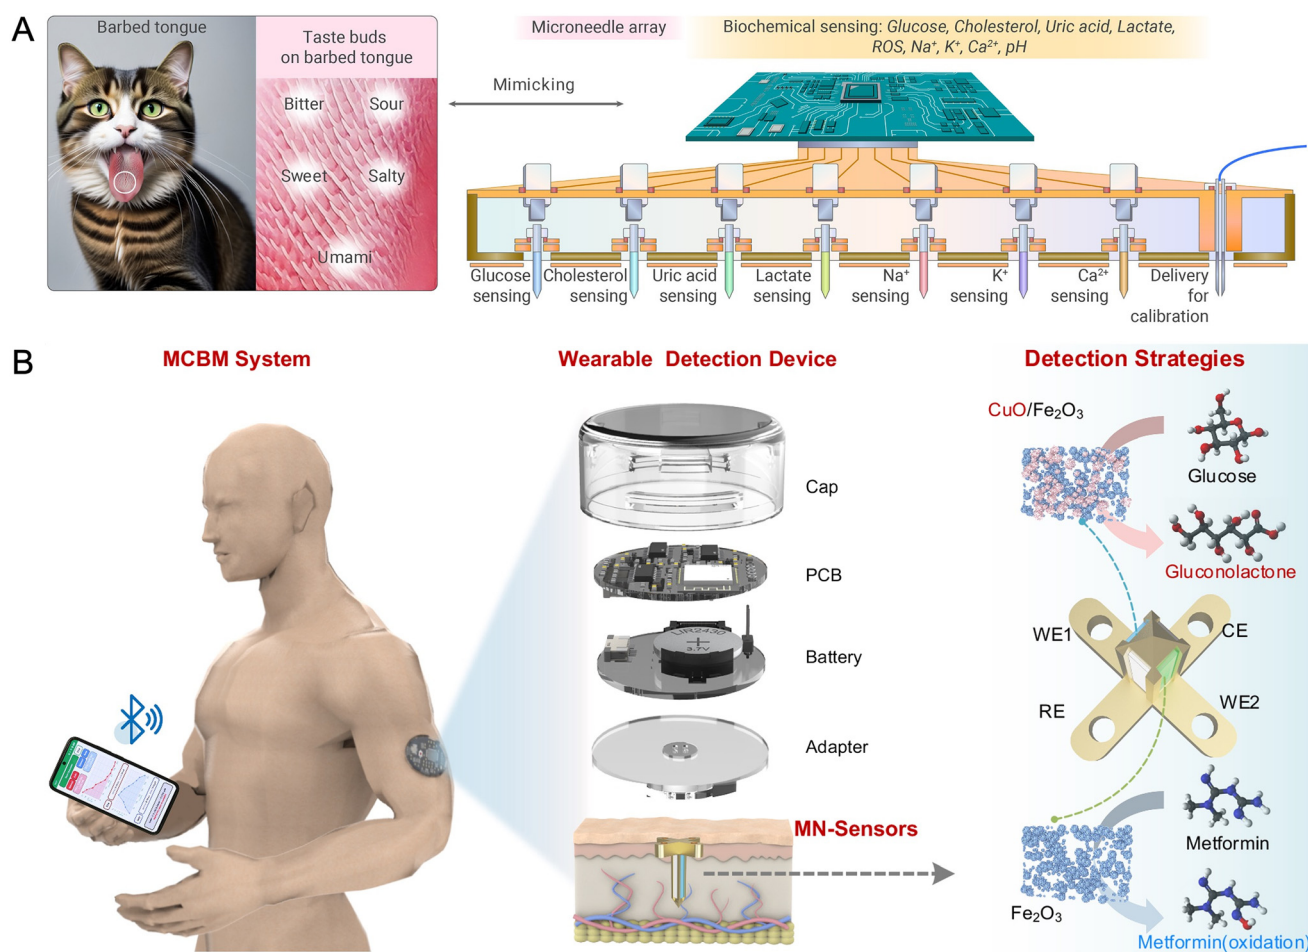 A
Barbed tongue
Taste buds
on barbed tongue
Bitter
Sour
Sweet
Salty
Umami
Mimicking
Microneedle array
Biochemical sensing: Glucose, Cholesterol, Uric acid, Lactate,
ROS, Na⁺, K⁺, Ca²⁺, pH
Glucose
sensing
Cholesterol
sensing
Uric acid
sensing
Lactate
sensing
Na⁺
sensing
K⁺
sensing
Ca²⁺
sensing
Delivery
for
calibration
B
MCBM System
Wearable Detection Device
Cap
PCB
LIR2430
3.7V
Battery
Adapter
MN-Sensors
Detection Strategies
CuO/Fe₂O₃
Glucose
Gluconolactone
WE1
CE
RE
WE2
Metformin
Fe₂O₃
Metformin(oxidation)